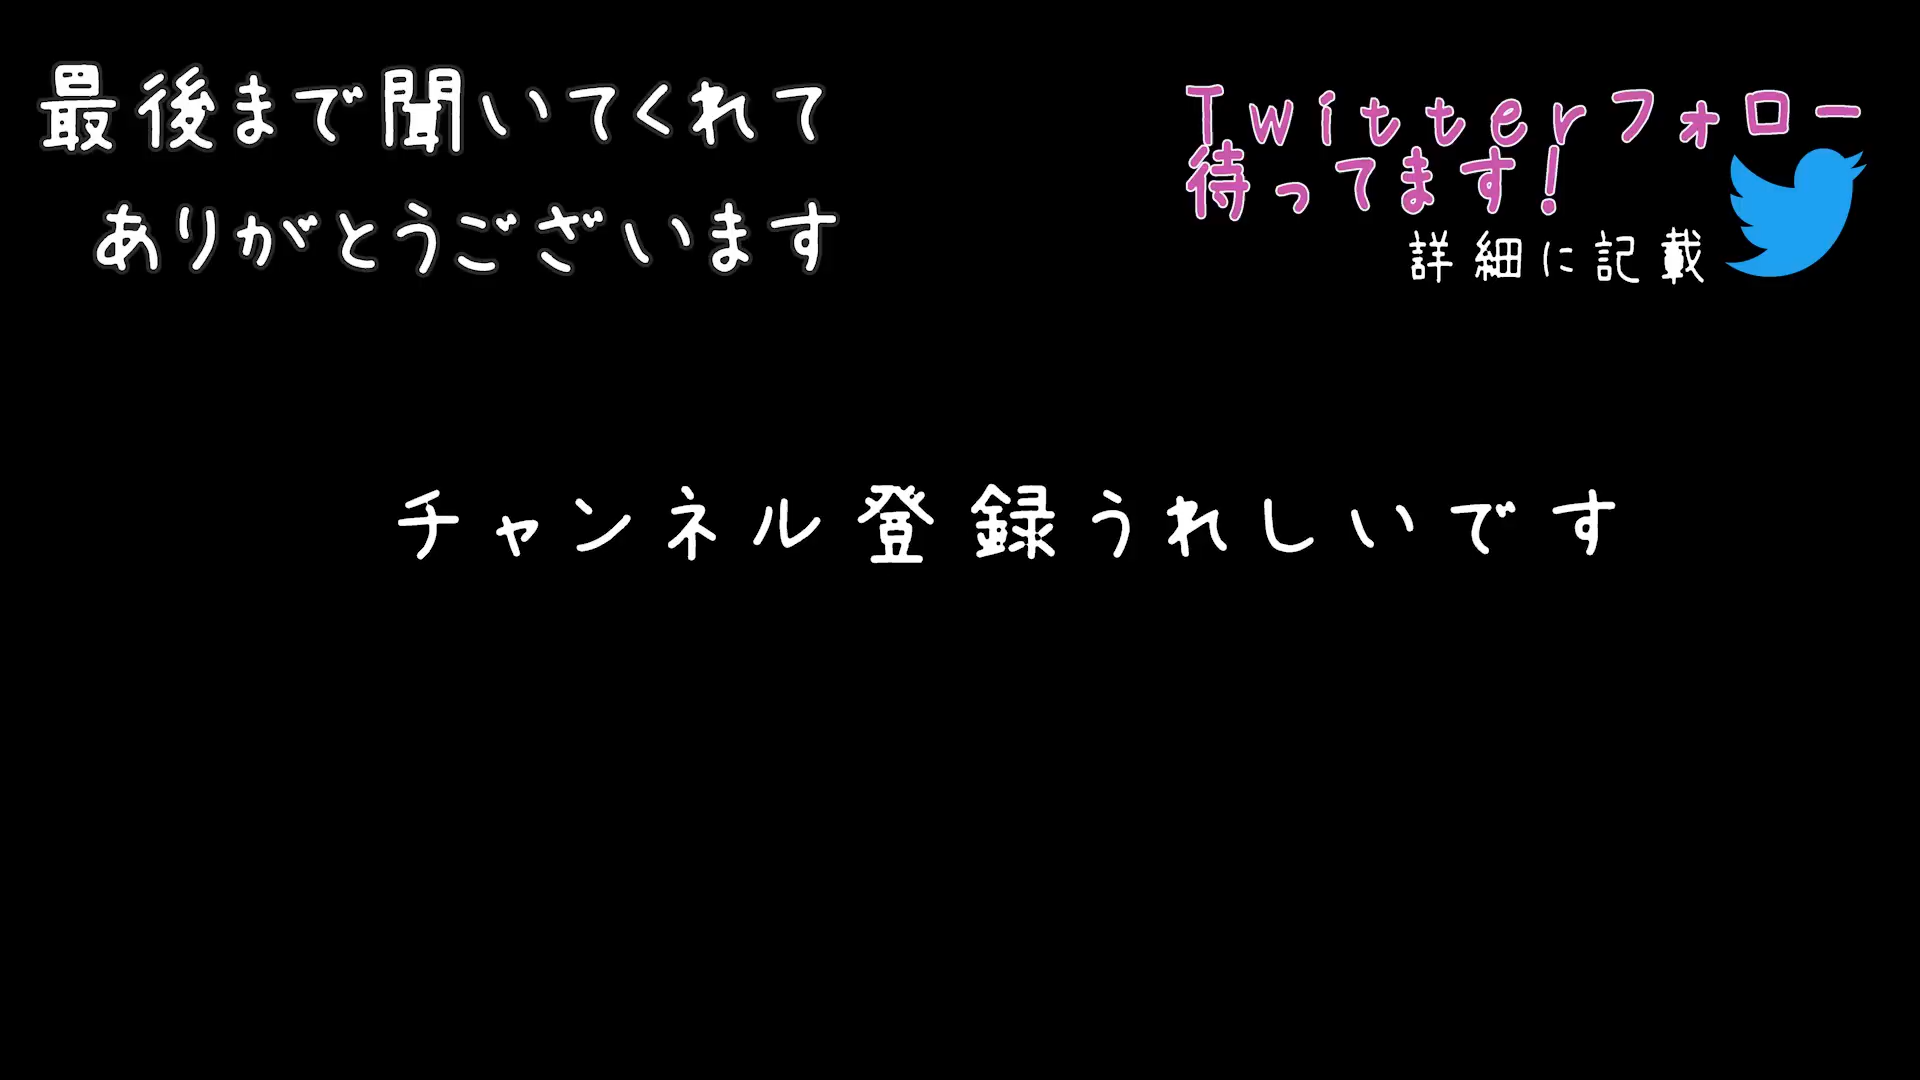 最後まで聞いてくれて
ありがとうございます
Twitterフォロー
待ってます!
詳細に記載
チャンネル登録うれしいです